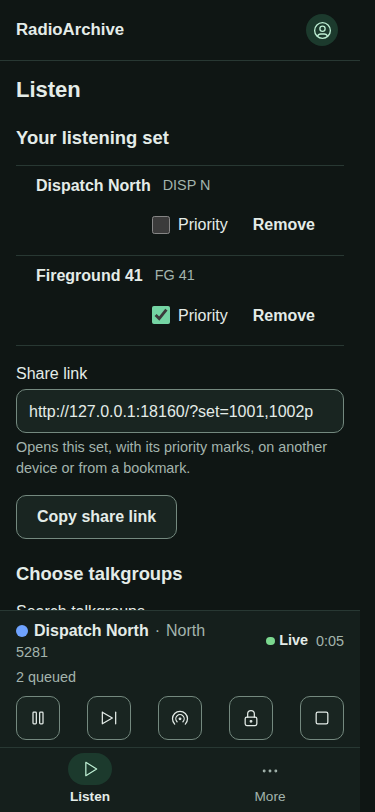 RadioArchive
Listen
Your listening set
Dispatch North DISP N
Priority Remove
Fireground 41 FG 41
Priority Remove
Share link
http://127.0.0.1:18160/?set=1001,1002p
Opens this set, with its priority marks, on another
device or from a bookmark.
Copy share link
Choose talkgroups
Search talkgroups
Dispatch North · North
5281
Live 0:05
2 queued
Listen
More